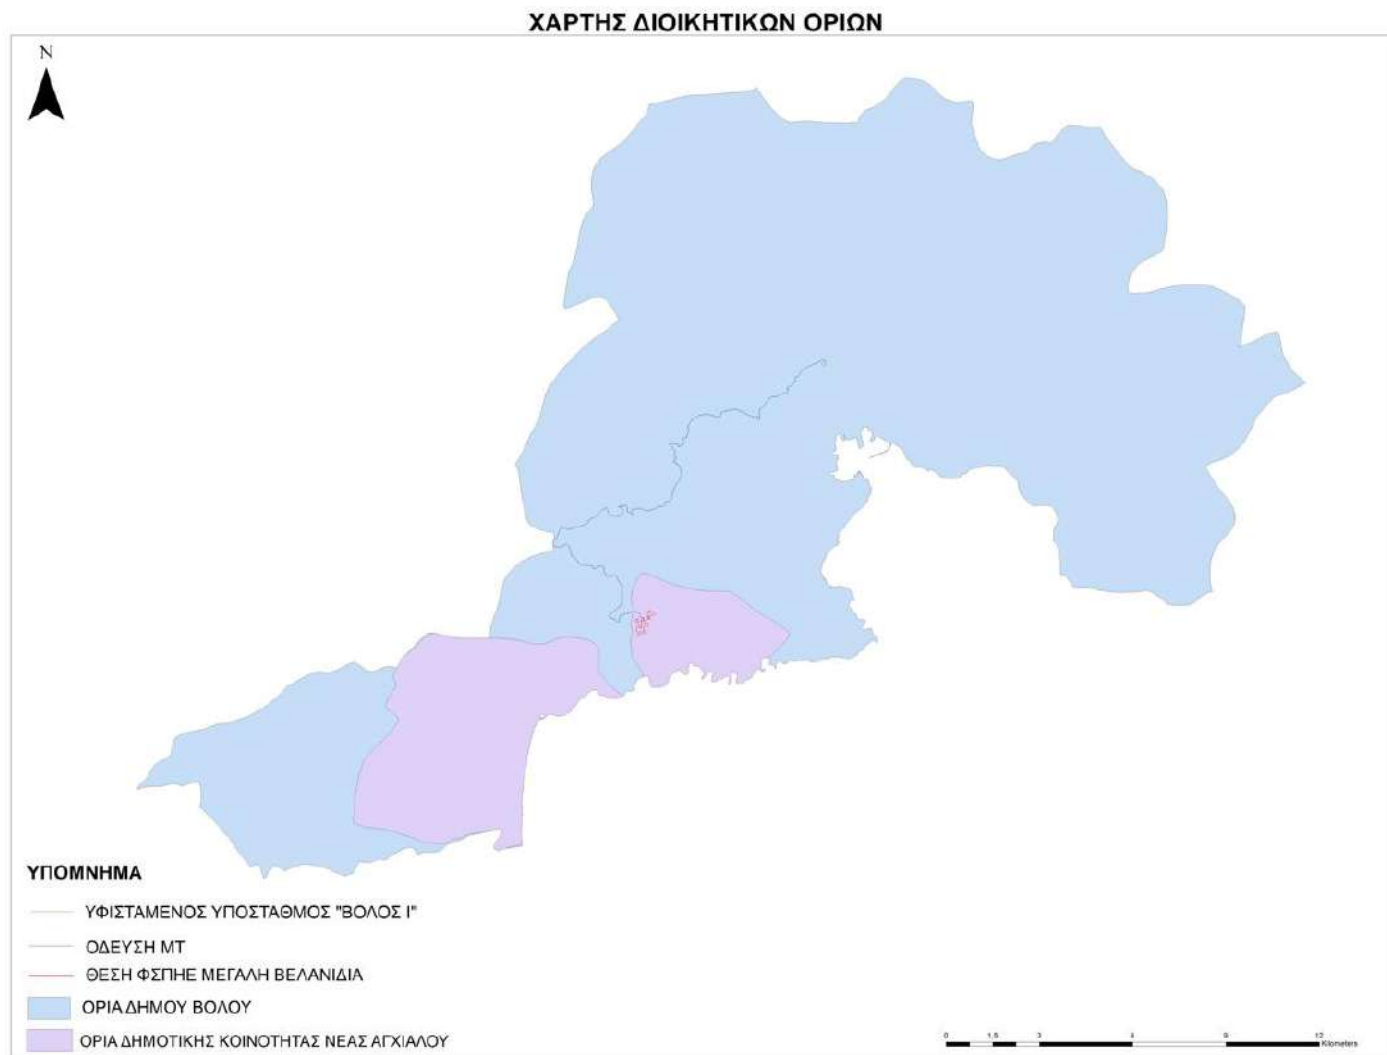 ΧΑΡΤΗΣ ΔΙΟΙΚΗΤΙΚΩΝ ΟΡΙΩΝ
N
ΥΠΟΜΝΗΜΑ
ΥΦΙΣΤΑΜΕΝΟΣ ΥΠΟΣΤΑΘΜΟΣ "ΒΟΛΟΣ Ι"
ΟΔΕΥΣΗ ΜΤ
ΘΕΣΗ ΦΣΠΗΕ ΜΕΓΑΛΗ ΒΕΛΑΝΙΔΙΑ
ΟΡΙΑ ΔΗΜΟΥ ΒΟΛΟΥ
ΟΡΙΑ ΔΗΜΟΤΙΚΗΣ ΚΟΙΝΟΤΗΤΑΣ ΝΕΑΣ ΑΓΧΙΑΛΟΥ
0 1,5 3 9 12
Kilometers